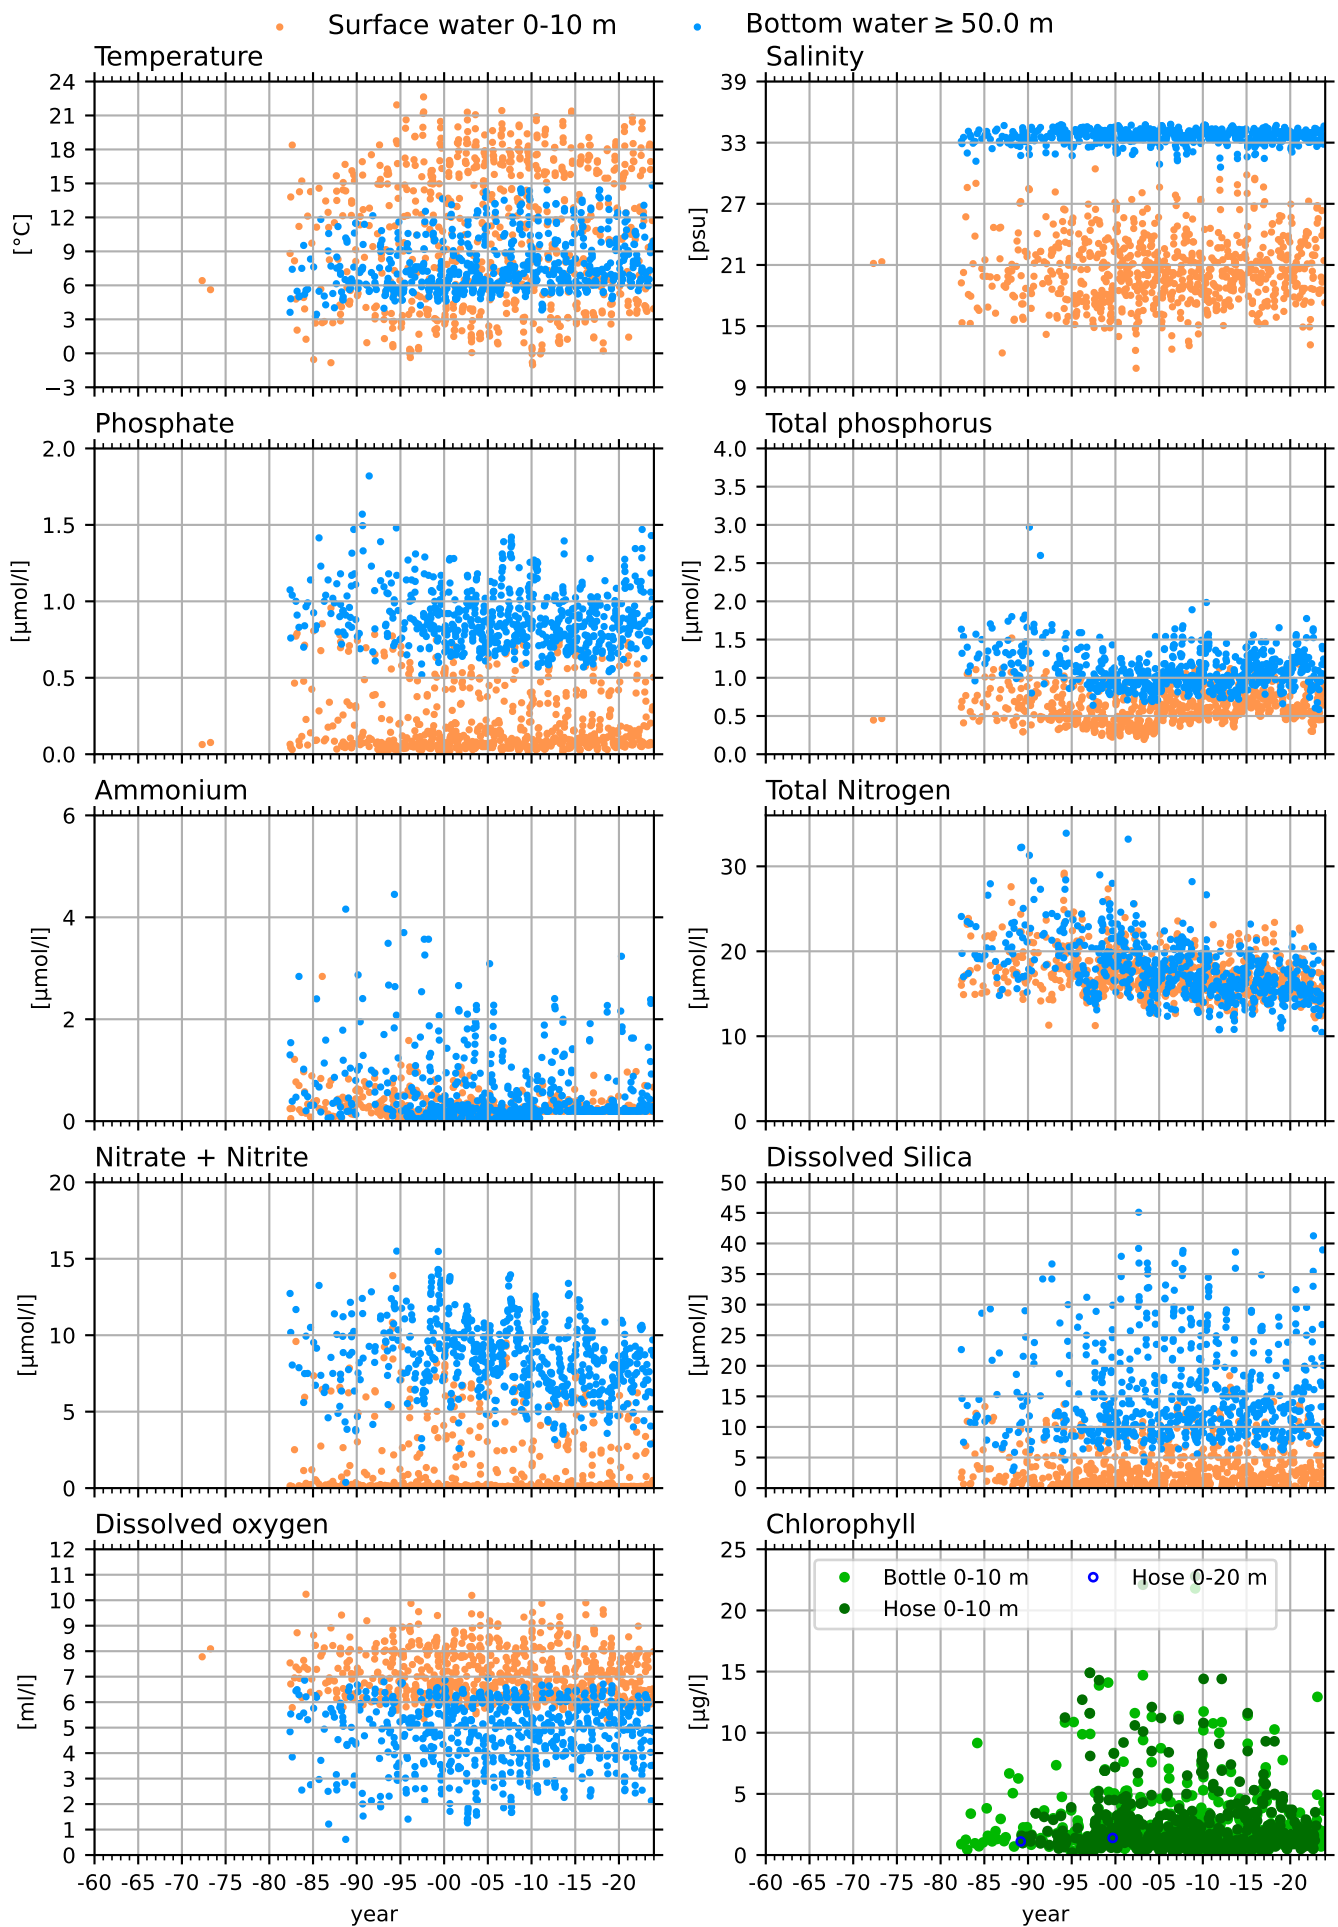 Surface water 0-10 m
Bottom water ≥ 50.0 m
Temperature
24
21
18
15
12
9
6
3
0
−3
[°C]
Salinity
39
33
27
21
15
9
[psu]
Phosphate
2.0
1.5
1.0
0.5
0.0
[µmol/l]
Total phosphorus
4.0
3.5
3.0
2.5
2.0
1.5
1.0
0.5
0.0
[µmol/l]
Ammonium
6
4
2
0
[µmol/l]
Total Nitrogen
30
20
10
0
[µmol/l]
Nitrate + Nitrite
20
15
10
5
0
[µmol/l]
Dissolved Silica
50
45
40
35
30
25
20
15
10
5
0
[µmol/l]
Dissolved oxygen
12
11
10
9
8
7
6
5
4
3
2
1
0
[ml/l]
-60 -65 -70 -75 -80 -85 -90 -95 -00 -05 -10 -15 -20
year
Chlorophyll
Bottle 0-10 m
Hose 0-10 m
Hose 0-20 m
25
20
15
10
5
0
[µg/l]
-60 -65 -70 -75 -80 -85 -90 -95 -00 -05 -10 -15 -20
year